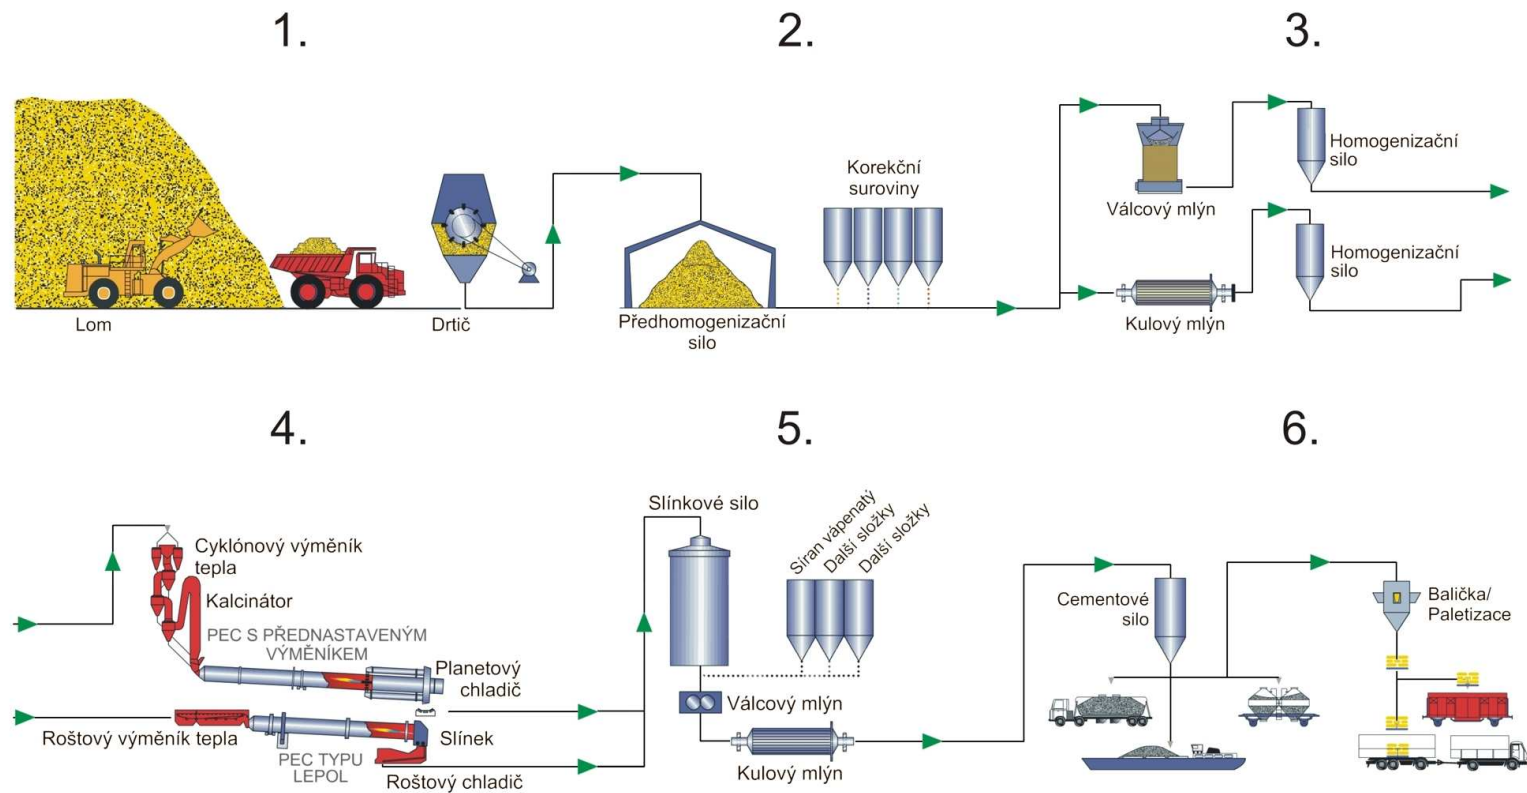 1.
2.
3.
Lom
Drtič
Předhomogenizační
silo
Korekční
suroviny
Válcový mlýn
Homogenizační
silo
Kulový mlýn
Homogenizační
silo
4.
5.
6.
Cyklónový výměník
tepla
Kalcinátor
PEC S PŘEDNASTAVENÝM
VÝMĚNÍKEM
Planetový
chladič
Roštový výměník tepla
Slínek
PEC TYPU
LEPOL
Roštový chladič
Slínkové silo
Síran vápenatý
Další složky
Další složky
Válcový mlýn
Kulový mlýn
Cementové
silo
Balička/
Paletizace